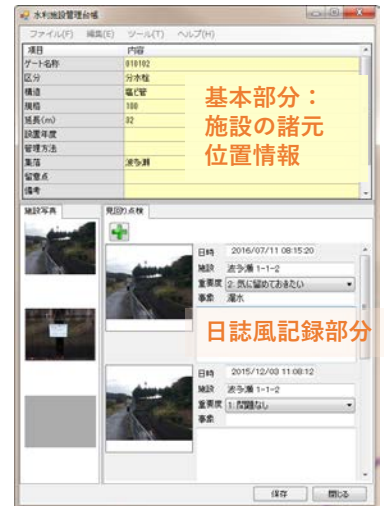 水利施設管理台帳
ファイル(F) 編集(E) ツール(T) ヘルプ(H)
項目 内容
ゲート名称 010102
区分 分水栓
構造 塩ビ管
規格 100
延長(m) 32
設置年度
管理方法
集落 波多瀬
留意点
備考
基本部分：
施設の諸元
位置情報
施設写真 見回り点検
日時 2016/07/11 08:15:20
施設 波多瀬 1-1-2
重要度 2: 気に留めておきたい
事象 漏水
日誌風記録部分
日時 2015/12/03 11:08:12
施設 波多瀬 1-1-2
重要度 1: 問題なし
事象
保存 閉じる